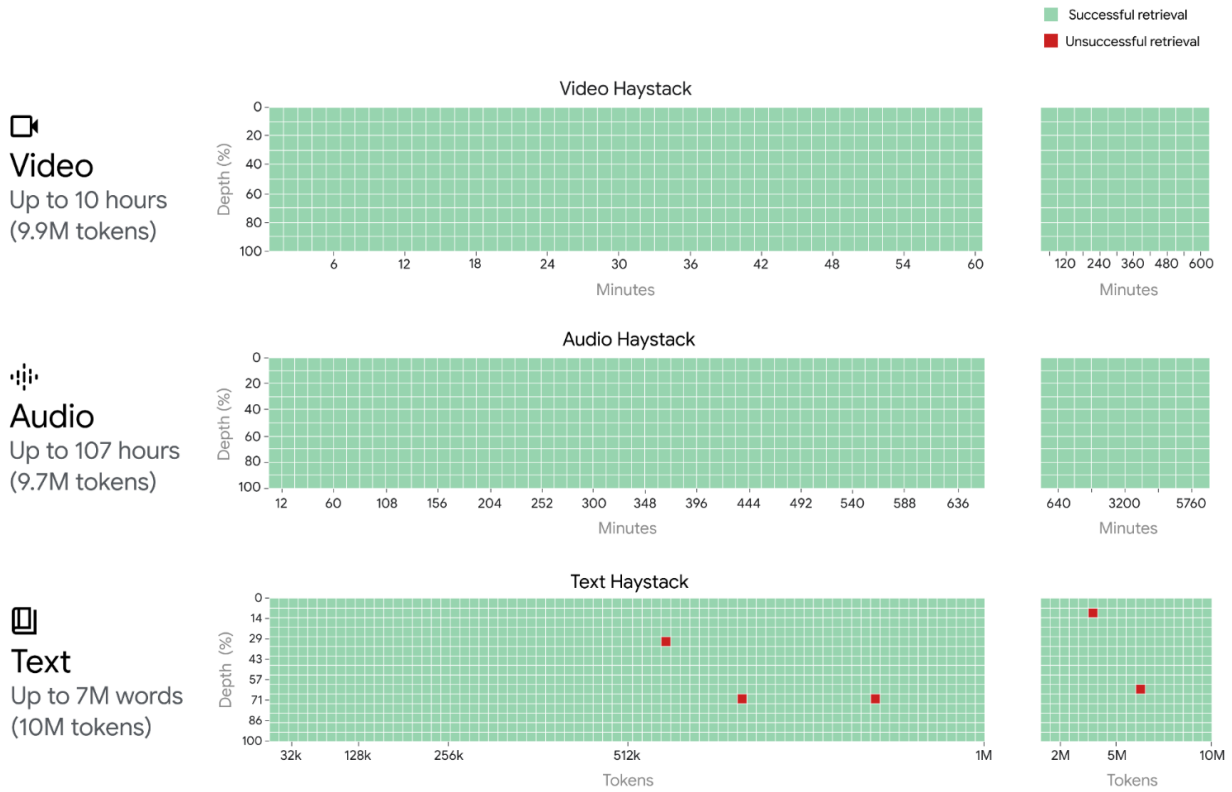 Successful retrieval
Unsuccessful retrieval
Video Haystack
Video
Up to 10 hours
(9.9M tokens)
Depth (%)
0
20
40
60
80
100
6 12 18 24 30 36 42 48 54 60
Minutes
120 240 360 480 600
Minutes
Audio Haystack
Audio
Up to 107 hours
(9.7M tokens)
Depth (%)
0
20
40
60
80
100
12 60 108 156 204 252 300 348 396 444 492 540 588 636
Minutes
640 3200 5760
Minutes
Text Haystack
Text
Up to 7M words
(10M tokens)
Depth (%)
0
14
29
43
57
71
86
100
32k 128k 256k 512k 1M
Tokens
2M 5M 10M
Tokens